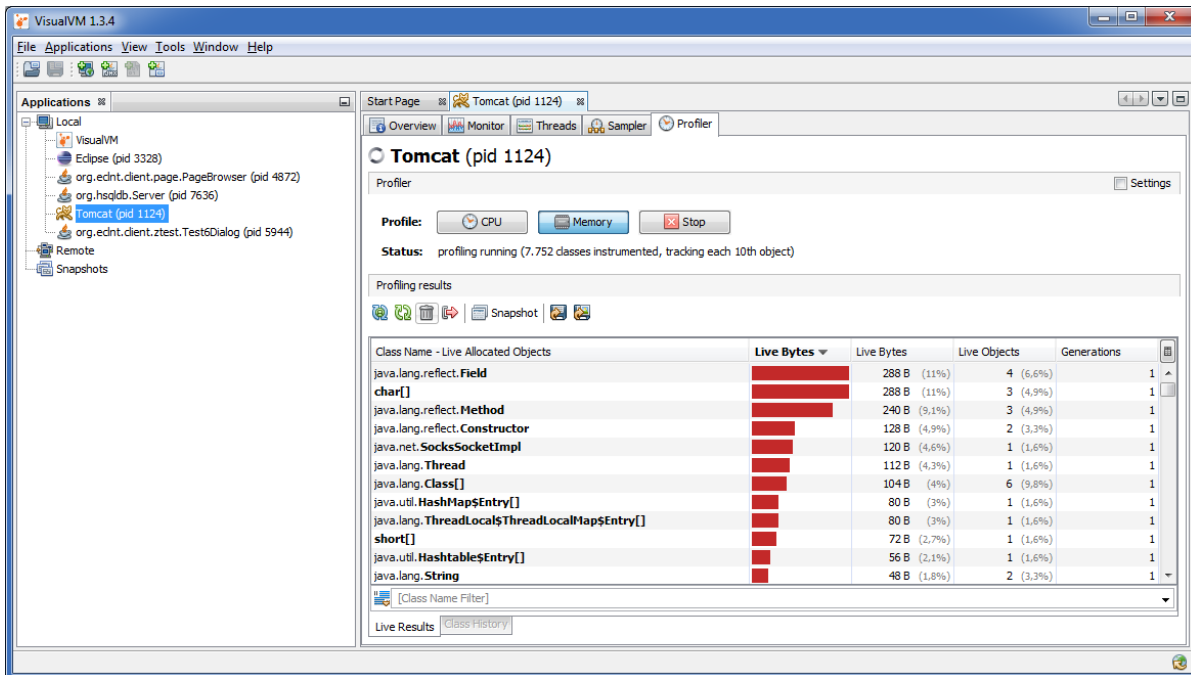 VisualVM 1.3.4
File Applications View Tools Window Help
Applications
Local
VisualVM
Eclipse (pid 3328)
org.eclnt.client.page.PageBrowser (pid 4872)
org.hsqldb.Server (pid 7636)
Tomcat (pid 1124)
org.eclnt.client.ztest.Test6Dialog (pid 5944)
Remote
Snapshots
Start Page Tomcat (pid 1124)
Overview Monitor Threads Sampler Profiler
Tomcat (pid 1124)
Profiler Settings
Profile: CPU Memory Stop
Status: profiling running (7.752 classes instrumented, tracking each 10th object)
Profiling results
Snapshot
Class Name - Live Allocated Objects Live Bytes Live Bytes Live Objects Generations
java.lang.reflect.Field 288 B (11%) 4 (6,6%) 1
char[] 288 B (11%) 3 (4,9%) 1
java.lang.reflect.Method 240 B (9,1%) 3 (4,9%) 1
java.lang.reflect.Constructor 128 B (4,9%) 2 (3,3%) 1
java.net.SocksSocketImpl 120 B (4,6%) 1 (1,6%) 1
java.lang.Thread 112 B (4,3%) 1 (1,6%) 1
java.lang.Class[] 104 B (4%) 6 (9,8%) 1
java.util.HashMap$Entry[] 80 B (3%) 1 (1,6%) 1
java.lang.ThreadLocal$ThreadLocalMap$Entry[] 80 B (3%) 1 (1,6%) 1
short[] 72 B (2,7%) 1 (1,6%) 1
java.util.Hashtable$Entry[] 56 B (2,1%) 1 (1,6%) 1
java.lang.String 48 B (1,8%) 2 (3,3%) 1
[Class Name Filter]
Live Results Class History